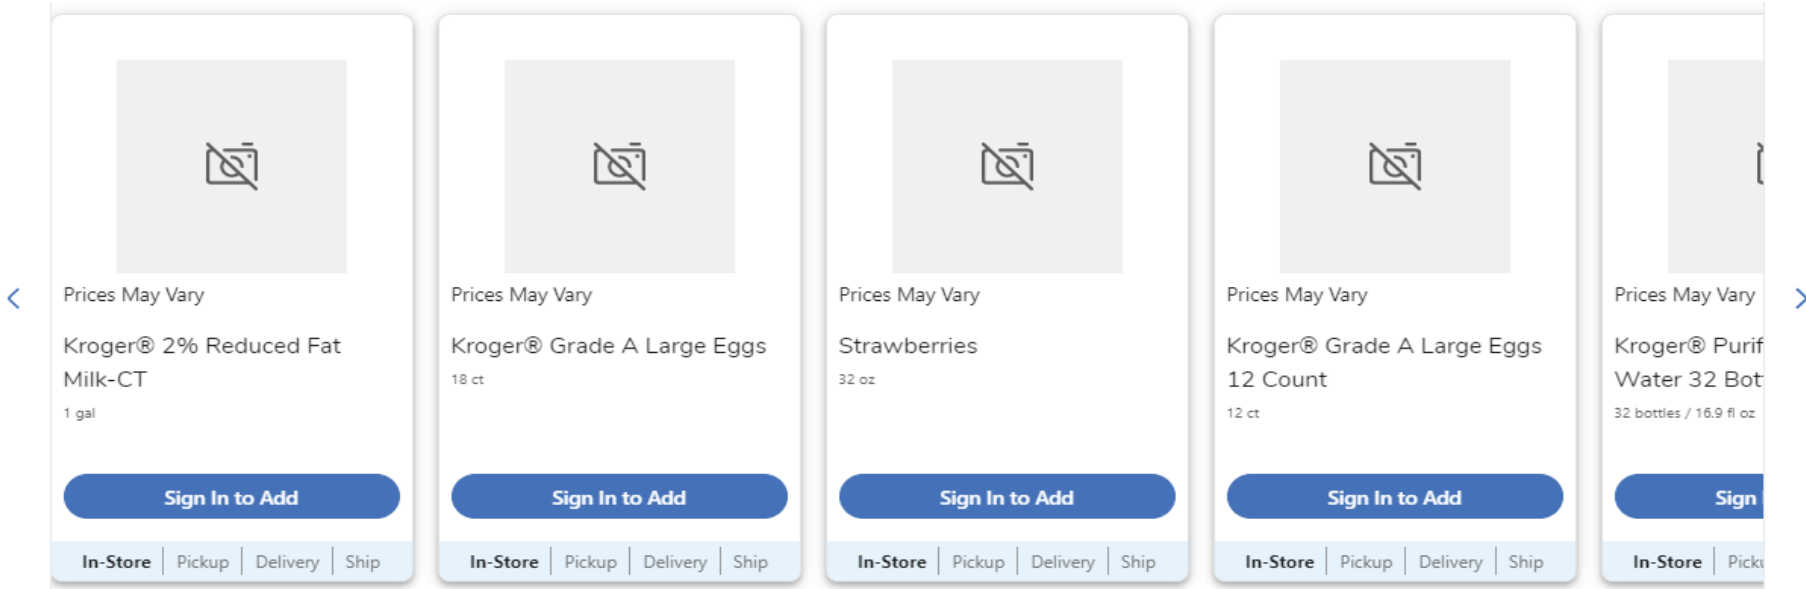 Prices May Vary
Kroger® 2% Reduced Fat
Milk-CT
1 gal
Sign In to Add
In-Store Pickup Delivery Ship
Prices May Vary
Kroger® Grade A Large Eggs
18 ct
Sign In to Add
In-Store Pickup Delivery Ship
Prices May Vary
Strawberries
32 oz
Sign In to Add
In-Store Pickup Delivery Ship
Prices May Vary
Kroger® Grade A Large Eggs
12 Count
12 ct
Sign In to Add
In-Store Pickup Delivery Ship
Prices May Vary
Kroger®
Water 32
32 bottles / 16.9 fl oz
Sign
In-Store